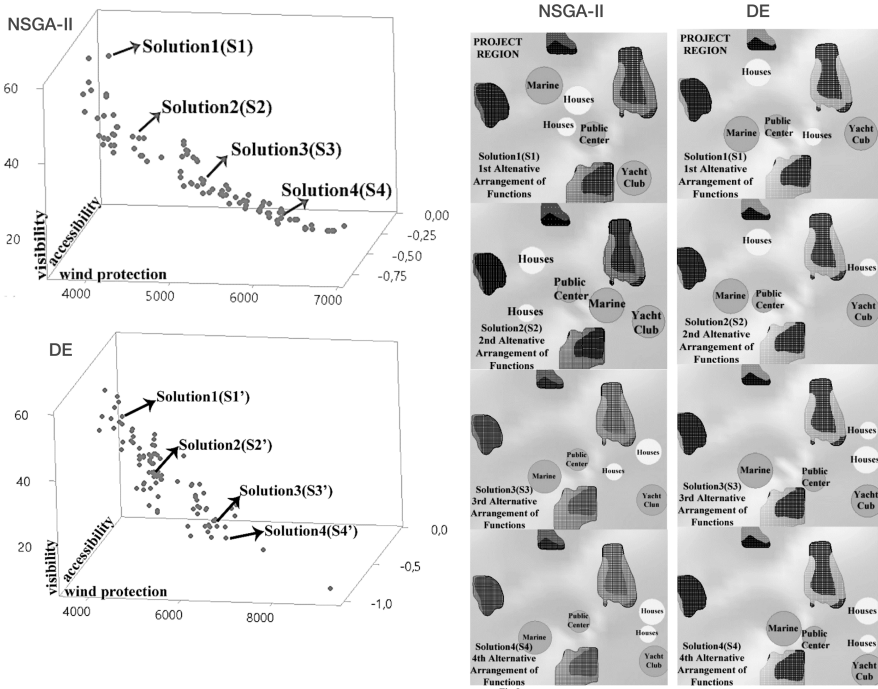 NSGA-II
Solution1(S1)
Solution2(S2)
Solution3(S3)
Solution4(S4)
60
40
20
visibility
accessibility
wind protection
4000
5000
6000
7000
0,00
-0,25
-0,50
-0,75
DE
Solution1(S1’)
Solution2(S2’)
Solution3(S3’)
Solution4(S4’)
60
40
20
visibility
accessibility
wind protection
4000
6000
8000
0,0
-0,5
-1,0
NSGA-II
PROJECT
REGION
Marine
Houses
Houses
Public
Center
Yacht
Club
Solution1(S1)
1st Altenative
Arrangement of
Functions
Houses
Public
Center
Houses
Marine
Yacht
Club
Solution2(S2)
2nd Altenative
Arrangement of
Functions
Public
Center
Houses
Houses
Marine
Yacht
Club
Solution3(S3)
3rd Alternative
Arrangement of
Functions
Houses
Public
Center
Houses
Marine
Yacht
Club
Solution4(S4)
4th Alternative
Arrangement of
Functions
DE
PROJECT
REGION
Houses
Marine
Public
Center
Houses
Yacht
Cub
Solution1(S1)
1st Altenative
Arrangement of
Functions
Houses
Houses
Marine
Public
Center
Yacht
Cub
Solution2(S2)
2nd Altenative
Arrangement of
Functions
Houses
Houses
Marine
Public
Center
Yacht
Cub
Solution3(S3)
3rd Alternative
Arrangement of
Functions
Houses
Marine
Public
Center
Houses
Yacht
Cub
Solution4(S4)
4th Alternative
Arrangement of
Functions